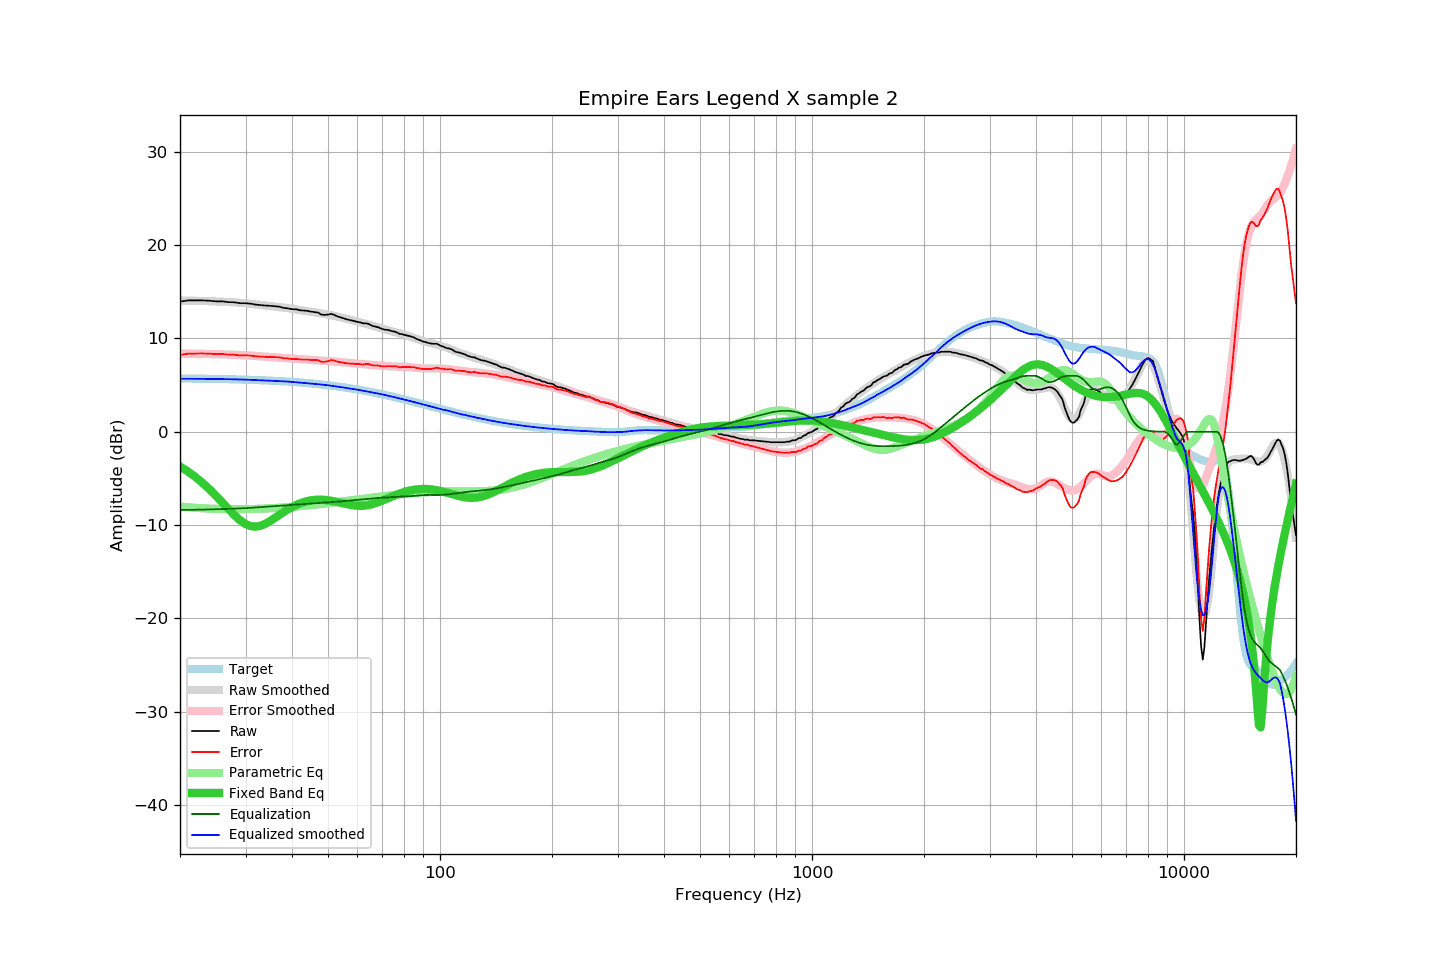 Empire Ears Legend X sample 2
30
20
10
0
−10
−20
−30
−40
Amplitude (dBr)
Target
Raw Smoothed
Error Smoothed
Raw
Error
Parametric Eq
Fixed Band Eq
Equalization
Equalized smoothed
100
1000
10000
Frequency (Hz)